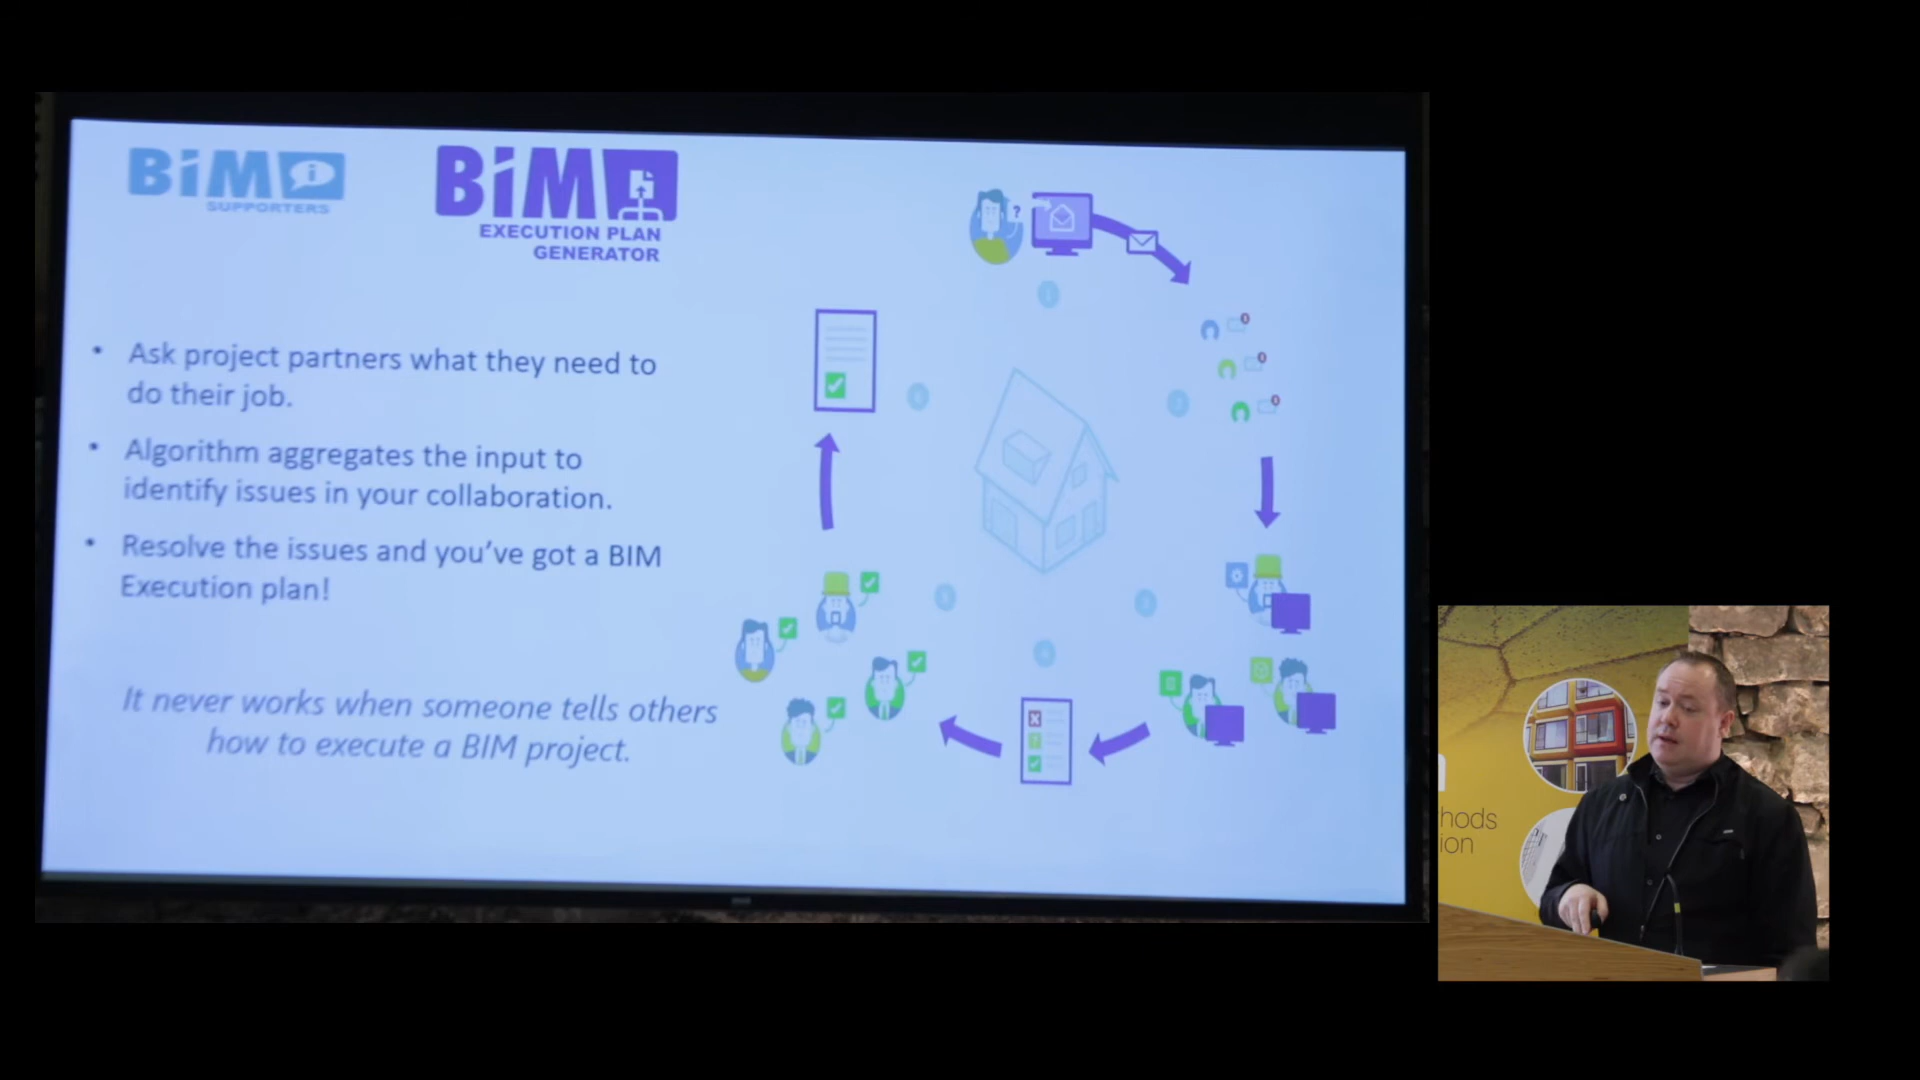 BiM
SUPPORTERS
BiM
EXECUTION PLAN
GENERATOR
• Ask project partners what they need to
do their job.
• Algorithm aggregates the input to
identify issues in your collaboration.
• Resolve the issues and you've got a BIM
Execution plan!
It never works when someone tells others
how to execute a BIM project.
?
hods
ion